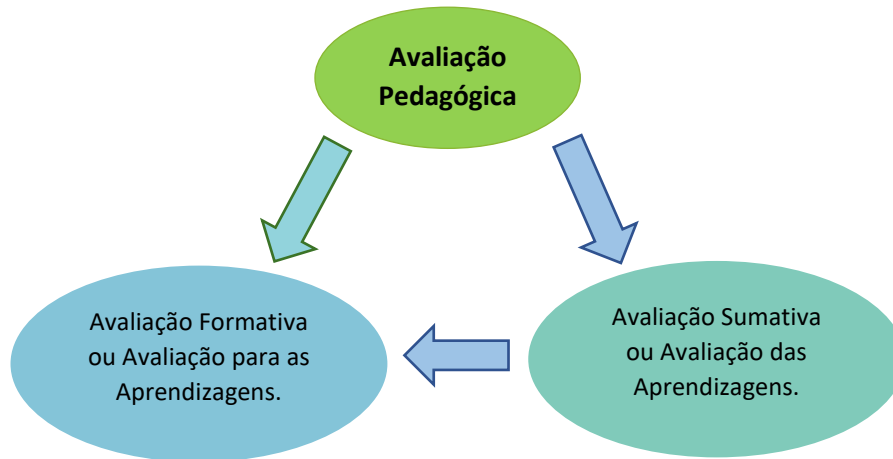 Avaliação
Pedagógica
Avaliação Formativa
ou Avaliação para as
Aprendizagens.
Avaliação Sumativa
ou Avaliação das
Aprendizagens.